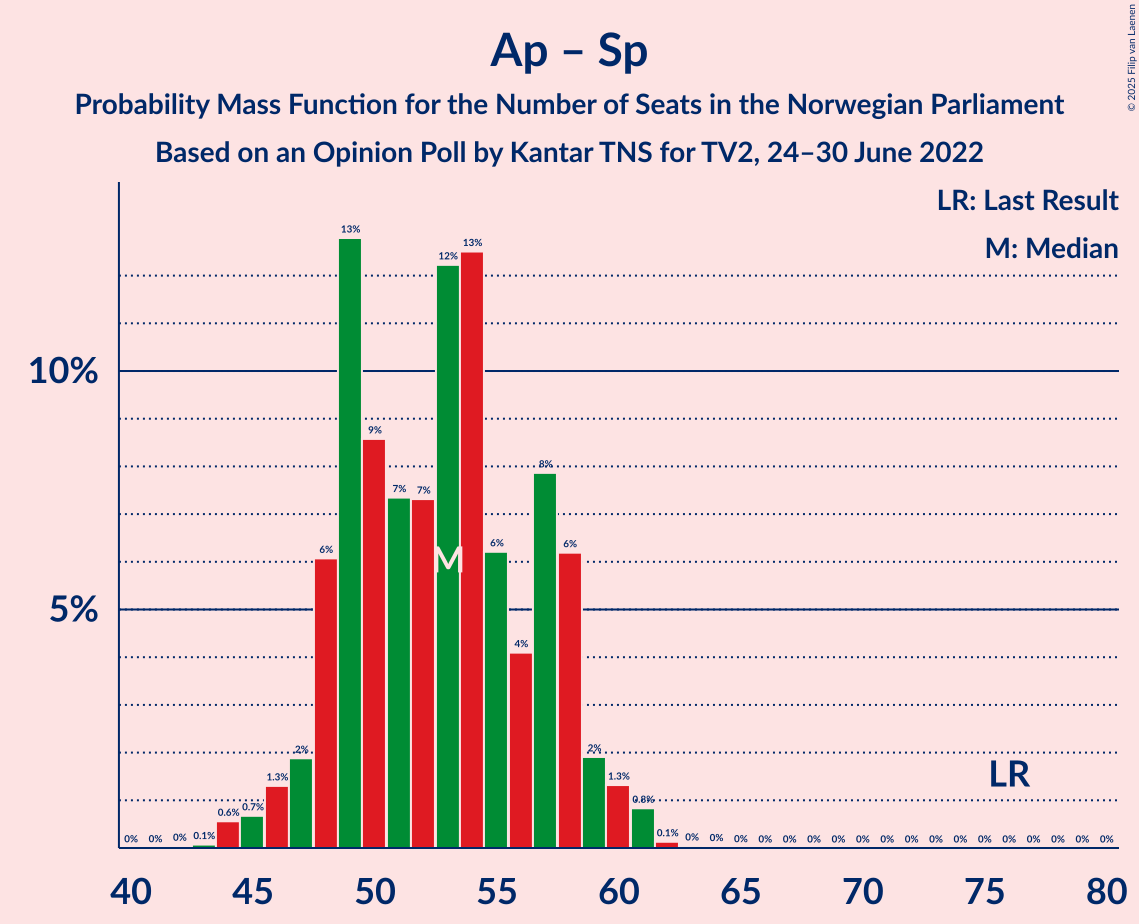 Ap – Sp
Probability Mass Function for the Number of Seats in the Norwegian Parliament
Based on an Opinion Poll by Kantar TNS for TV2, 24–30 June 2022
© 2025 Filip van Laenen
LR: Last Result
M: Median
10%
5%
0% 0% 0% 0.1% 0.6% 0.7% 1.3% 2% 6% 13% 9% 7% 7% 12% 13% 6% 4% 8% 6% 2% 1.3% 0.8% 0.1% 0% 0% 0% 0% 0% 0% 0% 0% 0% 0% 0% 0% 0% 0% 0% 0% 0% 0%
M
LR
40 45 50 55 60 65 70 75 80